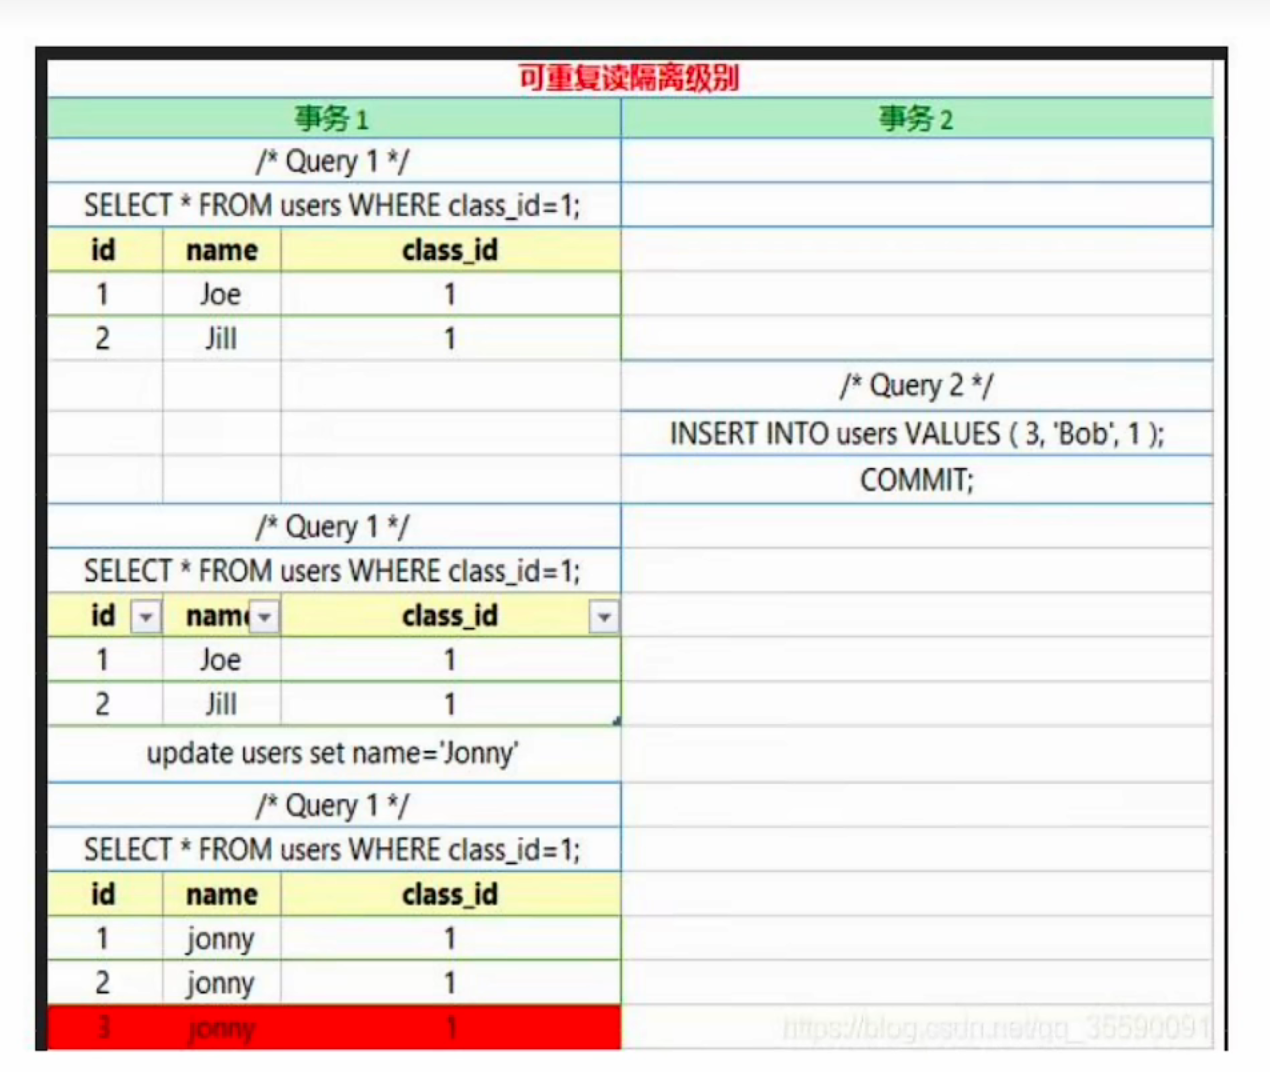 可重复读隔离级别
事务 1 事务 2
/* Query 1 */
SELECT * FROM users WHERE class_id=1;
id name class_id
1 Joe 1
2 Jill 1
/* Query 2 */
INSERT INTO users VALUES ( 3, 'Bob', 1 );
COMMIT;
/* Query 1 */
SELECT * FROM users WHERE class_id=1;
id name class_id
1 Joe 1
2 Jill 1
update users set name='Jonny'
/* Query 1 */
SELECT * FROM users WHERE class_id=1;
id name class_id
1 jonny 1
2 jonny 1
3 jonny 1
https://blog.csdn.net/qq_35590091